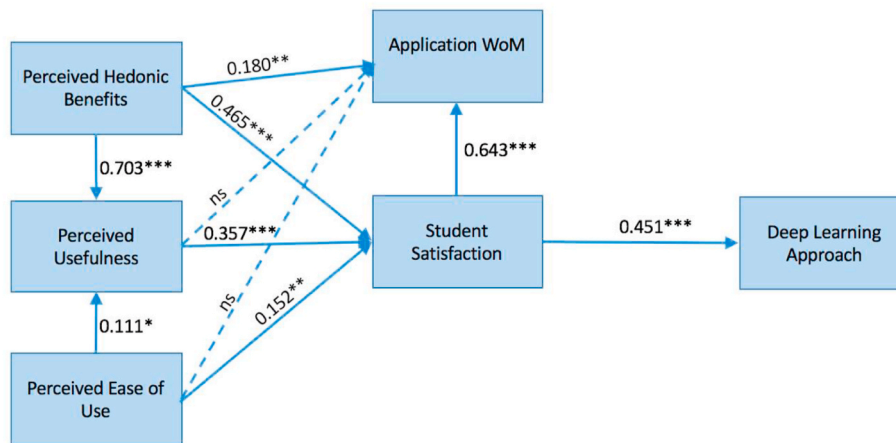 Perceived Hedonic
Benefits
0.180**
Application WoM
0.465***
0.703***
0.643***
ns
Perceived
Usefulness
0.357***
Student
Satisfaction
0.451***
Deep Learning
Approach
ns
0.152**
0.111*
Perceived Ease of
Use